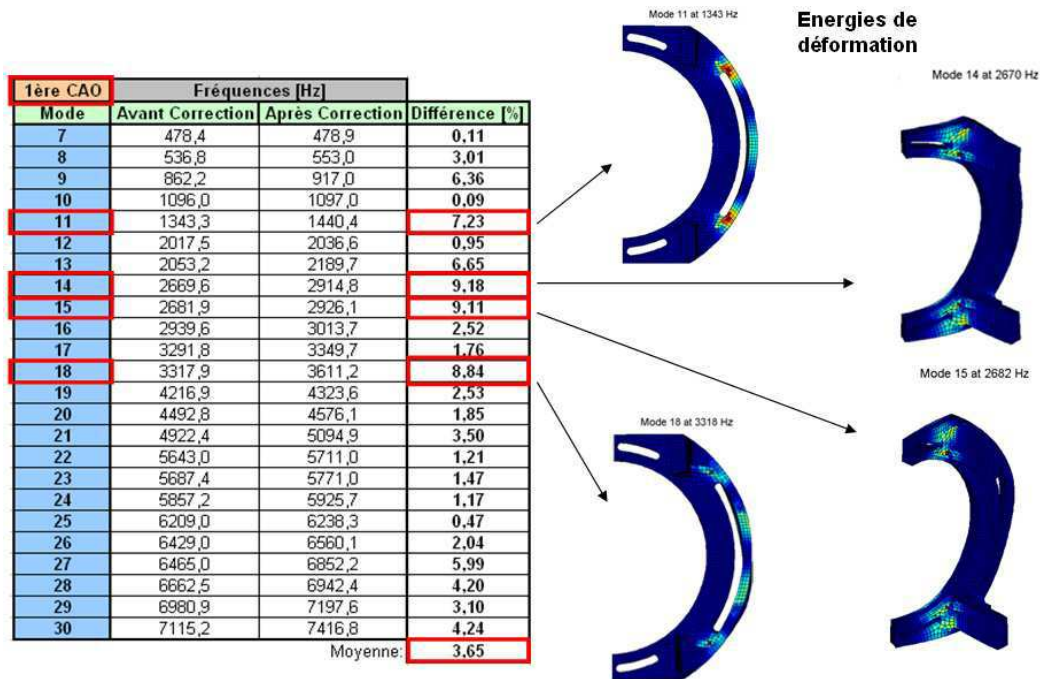 Mode 11 at 1343 Hz
Energies de
déformation
Mode 14 at 2670 Hz
1ère CAO Fréquences [Hz]
Mode Avant Correction Après Correction Différence [%]
7 478,4 478,9 0,11
8 536,8 553,0 3,01
9 862,2 917,0 6,36
10 1096,0 1097,0 0,09
11 1343,3 1440,4 7,23
12 2017,5 2036,6 0,95
13 2053,2 2189,7 6,65
14 2669,6 2914,8 9,18
15 2681,9 2926,1 9,11
16 2939,6 3013,7 2,52
17 3291,8 3349,7 1,76
18 3317,9 3611,2 8,84
19 4216,9 4323,6 2,53
20 4492,8 4576,1 1,85
21 4922,4 5094,9 3,50
22 5643,0 5711,0 1,21
23 5687,4 5771,0 1,47
24 5857,2 5925,7 1,17
25 6209,0 6238,3 0,47
26 6429,0 6560,1 2,04
27 6465,0 6852,2 5,99
28 6662,5 6942,4 4,20
29 6980,9 7197,6 3,10
30 7115,2 7416,8 4,24
Moyenne: 3,65
Mode 15 at 2682 Hz
Mode 18 at 3318 Hz